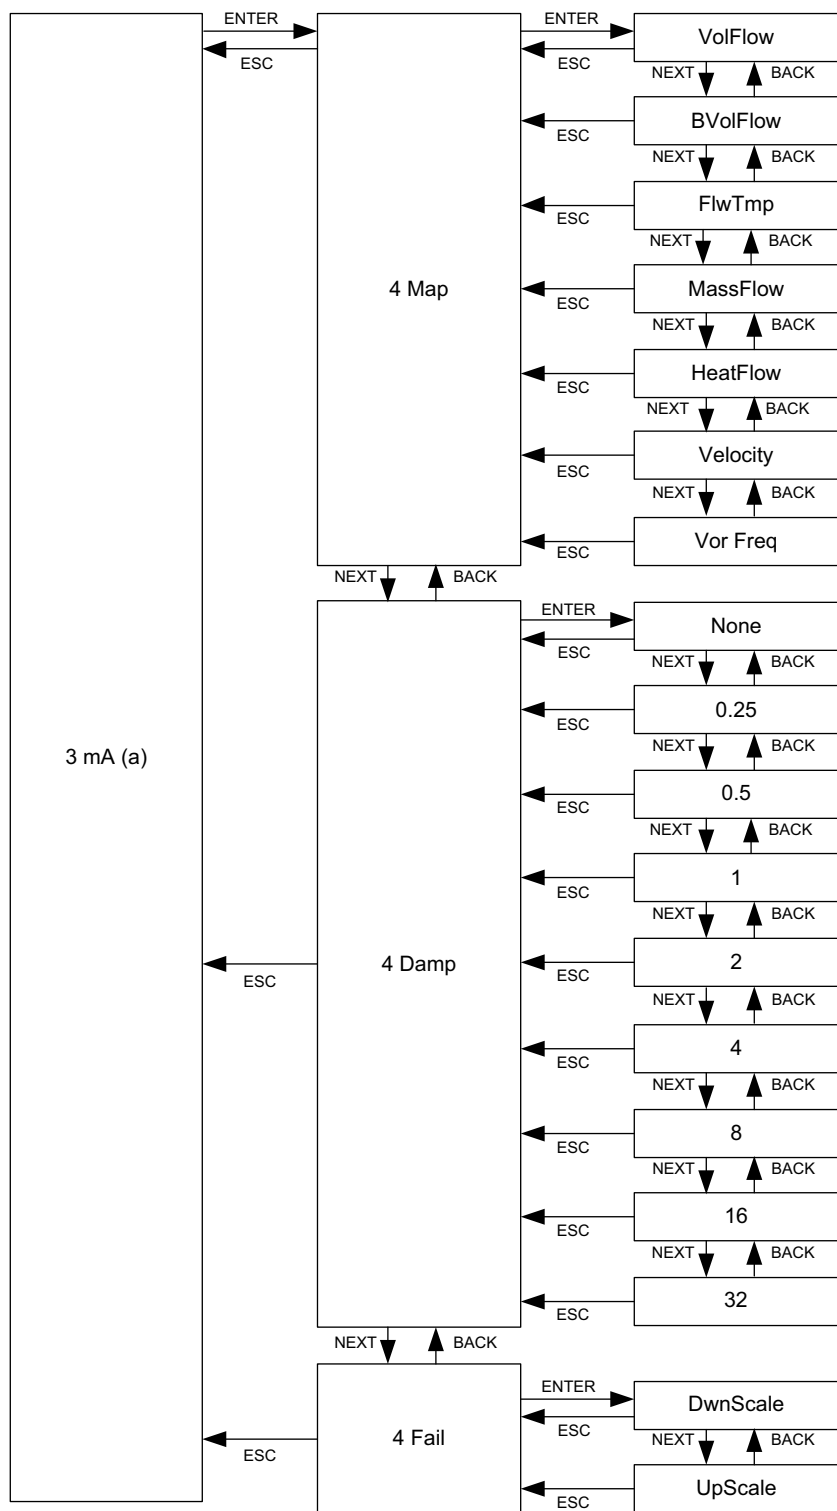 ENTER
ENTER
VolFlow
ESC
ESC
NEXT
BACK
BVolFlow
ESC
NEXT
BACK
FlwTmp
ESC
NEXT
BACK
4 Map
MassFlow
ESC
NEXT
BACK
HeatFlow
ESC
NEXT
BACK
Velocity
ESC
NEXT
BACK
Vor Freq
ESC
NEXT
BACK
ENTER
None
ESC
NEXT
BACK
0.25
ESC
NEXT
BACK
3 mA (a)
0.5
ESC
NEXT
BACK
1
ESC
NEXT
BACK
4 Damp
2
ESC
ESC
NEXT
BACK
4
ESC
NEXT
BACK
8
ESC
NEXT
BACK
16
ESC
NEXT
BACK
32
ESC
NEXT
BACK
ENTER
DwnScale
ESC
4 Fail
ESC
NEXT
BACK
UpScale
ESC